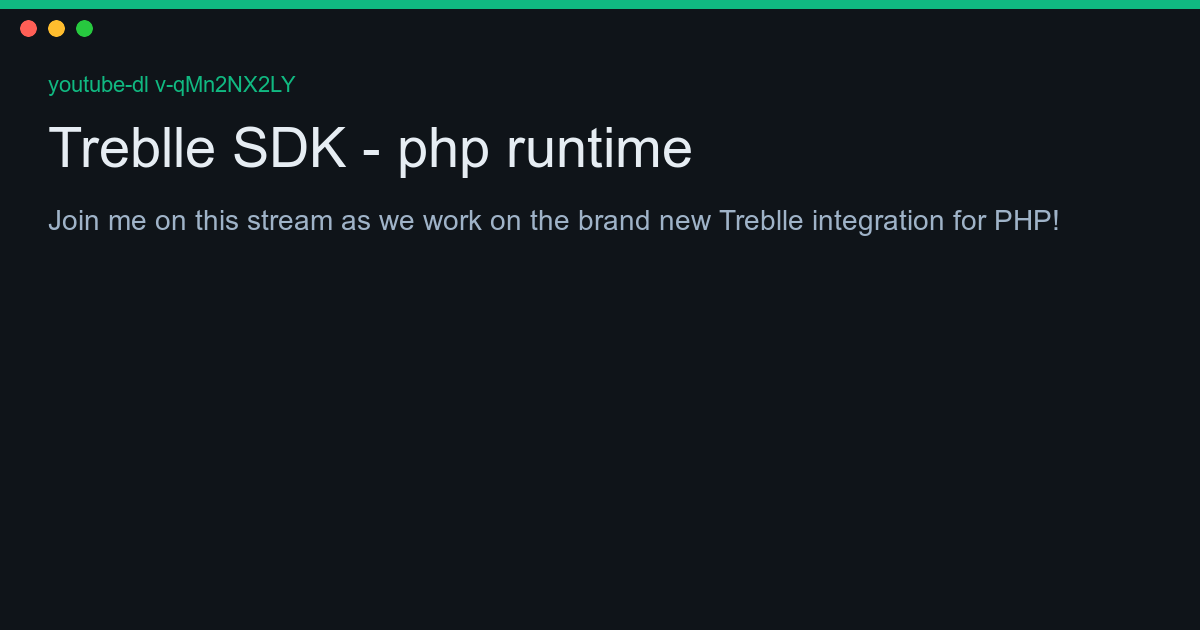 youtube-dl v-qMn2NX2LY
Treblle SDK - php runtime
Join me on this stream as we work on the brand new Treblle integration for PHP!